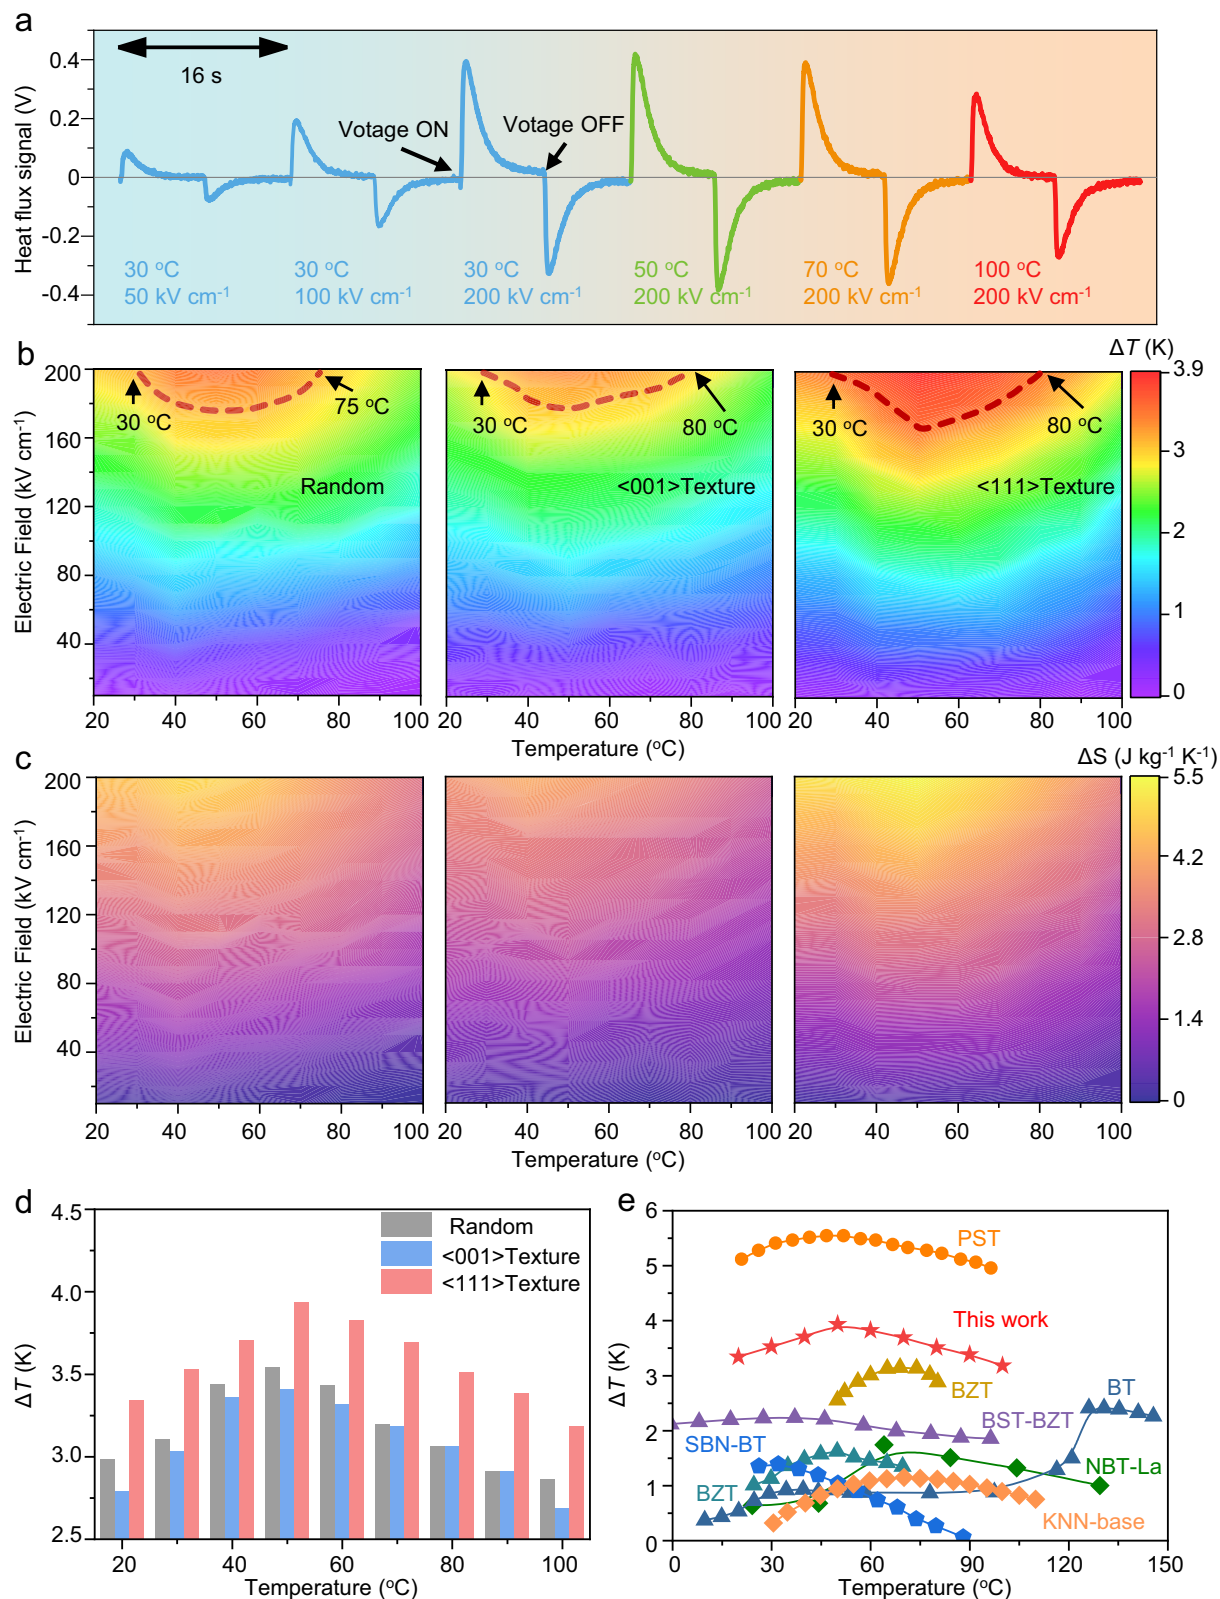 a
Heat flux signal (V)
0.4
0.2
0
-0.2
-0.4
16 s
Votage ON
Votage OFF
30 °C
50 kV cm⁻¹
30 °C
100 kV cm⁻¹
30 °C
200 kV cm⁻¹
50 °C
200 kV cm⁻¹
70 °C
200 kV cm⁻¹
100 °C
200 kV cm⁻¹
b
Electric Field (kV cm⁻¹)
200
160
120
80
40
30 °C
75 °C
Random
30 °C
80 °C
<001>Texture
30 °C
80 °C
<111>Texture
ΔT (K)
3.9
3
2
1
0
20 40 60 80 100
20 40 60 80 100
20 40 60 80 100
Temperature (°C)
c
Electric Field (kV cm⁻¹)
200
160
120
80
40
ΔS (J kg⁻¹ K⁻¹)
5.5
4.2
2.8
1.4
0
20 40 60 80 100
20 40 60 80 100
20 40 60 80 100
Temperature (°C)
d
ΔT (K)
4.5
4.0
3.5
3.0
2.5
Random
<001>Texture
<111>Texture
20 40 60 80 100
Temperature (°C)
e
ΔT (K)
6
5
4
3
2
1
0
PST
This work
BZT
BT
BST-BZT
SBN-BT
NBT-La
BZT
KNN-base
0 30 60 90 120 150
Temperature (°C)